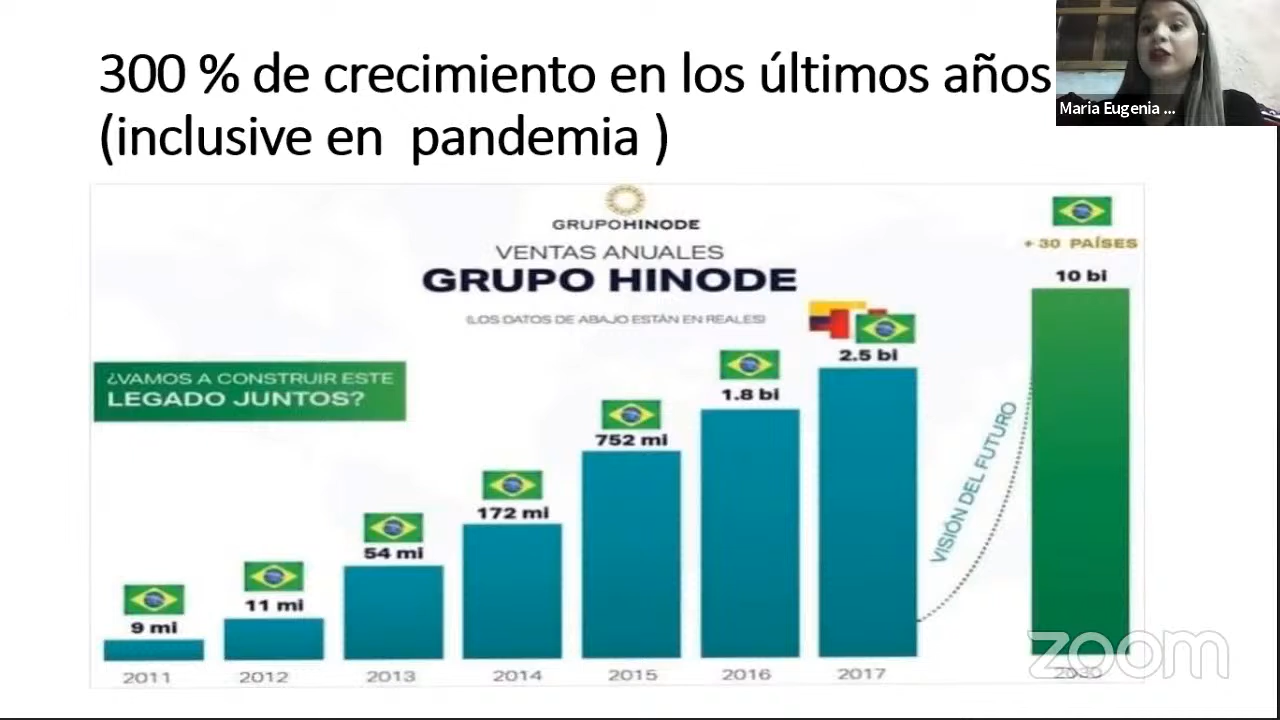 300 % de crecimiento en los últimos años
(inclusive en pandemia )
Maria Eugenia ...
GRUPOHINODE
VENTAS ANUALES
GRUPO HINODE
(LOS DATOS DE ABAJO ESTÁN EN REALES)
+ 30 PAÍSES
10 bi
2.5 bi
¿VAMOS A CONSTRUIR ESTE
LEGADO JUNTOS?
1.8 bi
752 mi
172 mi
54 mi
11 mi
9 mi
VISIÓN DEL FUTURO
zoom
2011 2012 2013 2014 2015 2016 2017 2030